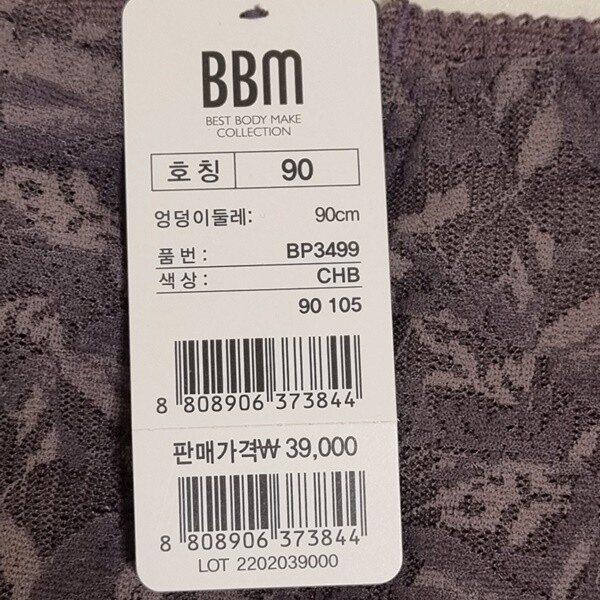 BBM
BEST BODY MAKE
COLLECTION
호칭 90
엉덩이둘레: 90cm
품번: BP3499
색상: CHB
90 105
8 808906 373844
판매가격₩ 39,000
8 808906 373844
LOT 2202039000